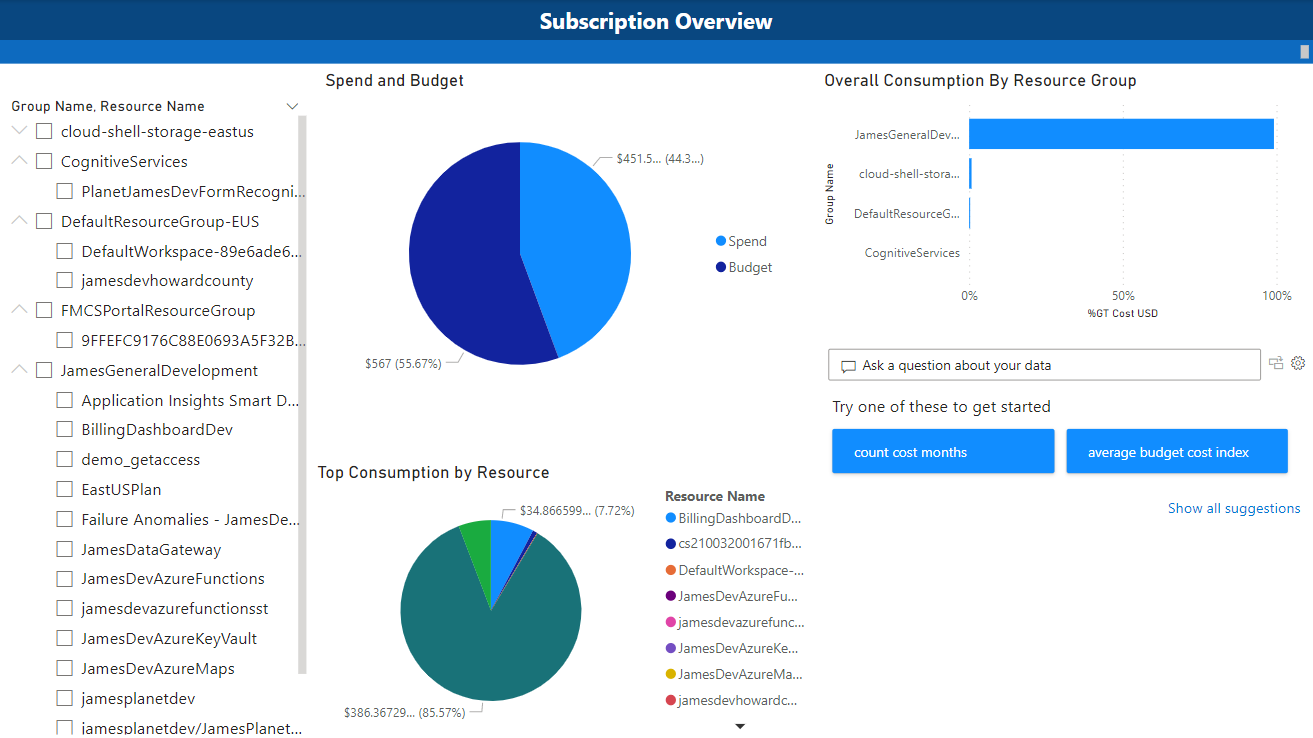 Subscription Overview
Group Name, Resource Name
cloud-shell-storage-eastus
CognitiveServices
PlanetJamesDevFormRecogni...
DefaultResourceGroup-EUS
DefaultWorkspace-89e6ade6...
jamesdevhowardcounty
FMCSPortalResourceGroup
9FFEFC9176C88E0693A5F32B...
JamesGeneralDevelopment
Application Insights Smart D...
BillingDashboardDev
demo_getaccess
EastUSPlan
Failure Anomalies - JamesDe...
JamesDataGateway
JamesDevAzureFunctions
jamesdevazurefunctionsst
JamesDevAzureKeyVault
JamesDevAzureMaps
jamesplanetdev
jamesplanetdev/JamesPlanet...
Spend and Budget
$451.5... (44.3...)
$567 (55.67%)
Spend
Budget
Top Consumption by Resource
$34.866599... (7.72%)
$386.36729... (85.57%)
Resource Name
BillingDashboardD...
cs210032001671fb...
DefaultWorkspace-...
JamesDevAzureFu...
jamesdevazurefunc...
JamesDevAzureKe...
JamesDevAzureMa...
jamesdevhowardc...
Overall Consumption By Resource Group
Group Name
JamesGeneralDev...
cloud-shell-stora...
DefaultResourceG...
CognitiveServices
0%
50%
100%
%GT Cost USD
Ask a question about your data
Try one of these to get started
count cost months
average budget cost index
Show all suggestions